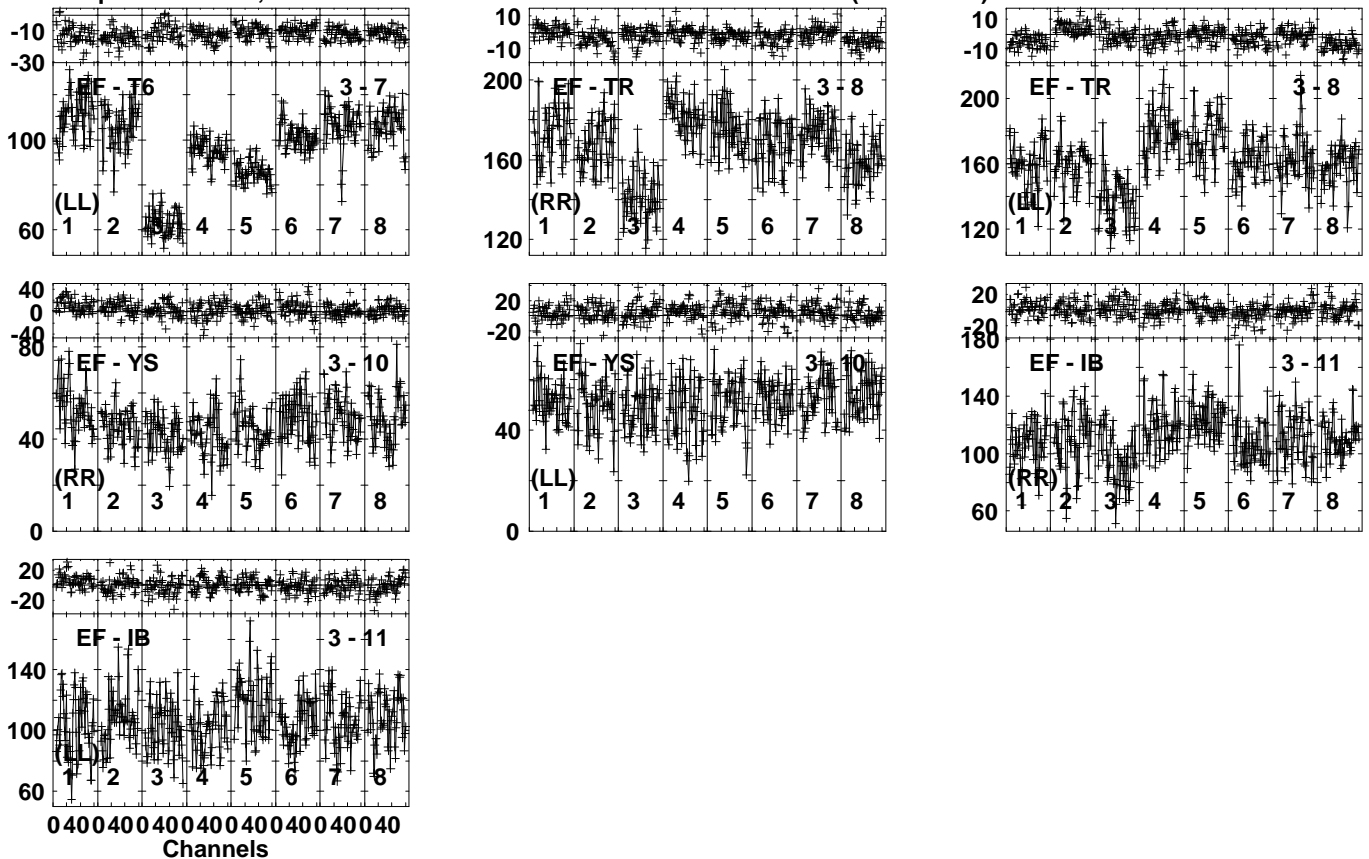 -10
-30
EF - T6 3 - 7
100
(LL)
60
1 2 3 4 5 6 7 8
10
-10
200
EF - TR 3 - 8
160
(RR)
120
1 2 3 4 5 6 7 8
10
-10
200
EF - TR 3 - 8
160
(LL)
120
1 2 3 4 5 6 7 8
40
0
-40
80
EF - YS 3 - 10
40
(RR)
0
1 2 3 4 5 6 7 8
20
-20
EF - YS 3 - 10
40
(LL)
0
1 2 3 4 5 6 7 8
20
-20
180
EF - IB 3 - 11
140
100
(RR)
60
1 2 3 4 5 6 7 8
20
-20
EF - IB 3 - 11
140
100
(LL)
60
1 2 3 4 5 6 7 8
0 40 0 40 0 40 0 40 0 40 0 40 0 40 0 40
Channels